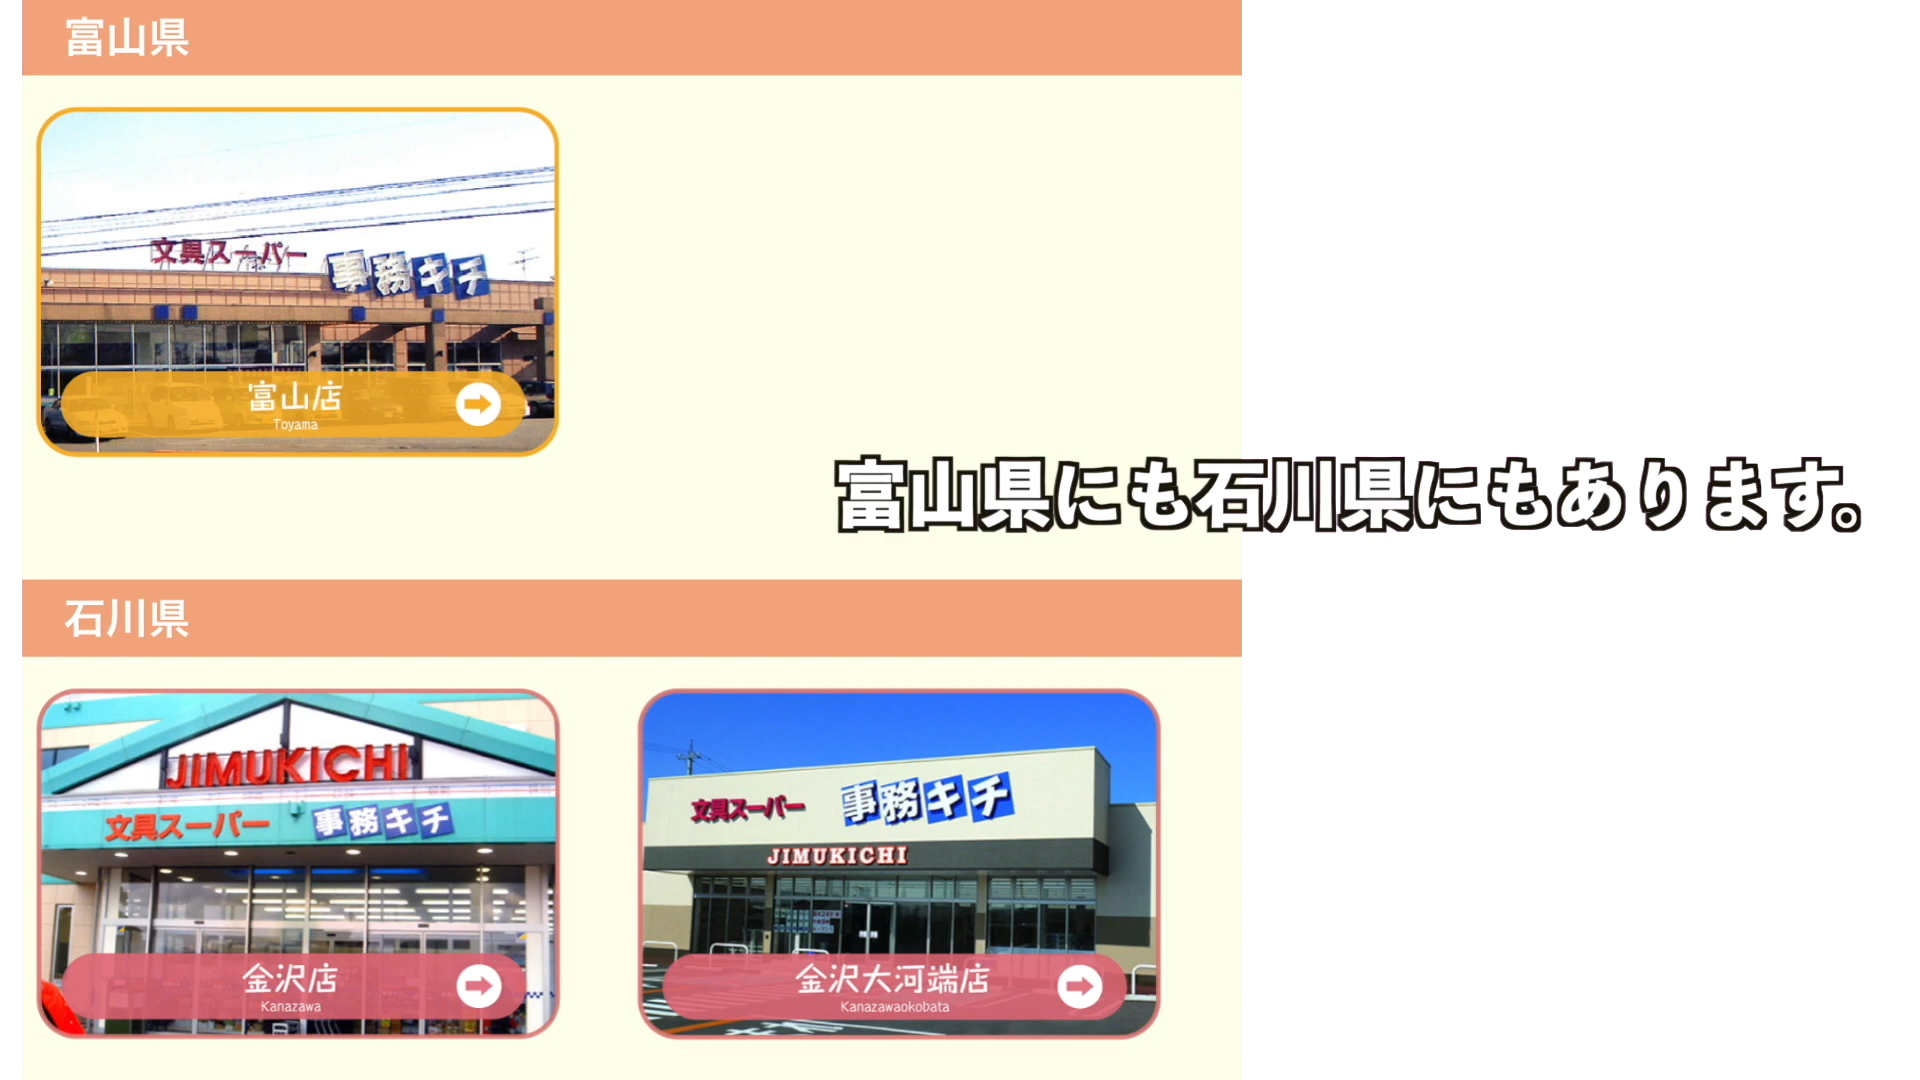 富山県
文具スーパー 事務キチ
富山店
Toyama
富山県にも石川県にもあります。
石川県
JIMUKICHI
文具スーパー 事務キチ
金沢店
Kanazawa
文具スーパー 事務キチ
JIMUKICHI
金沢大河端店
Kanazawaokobata